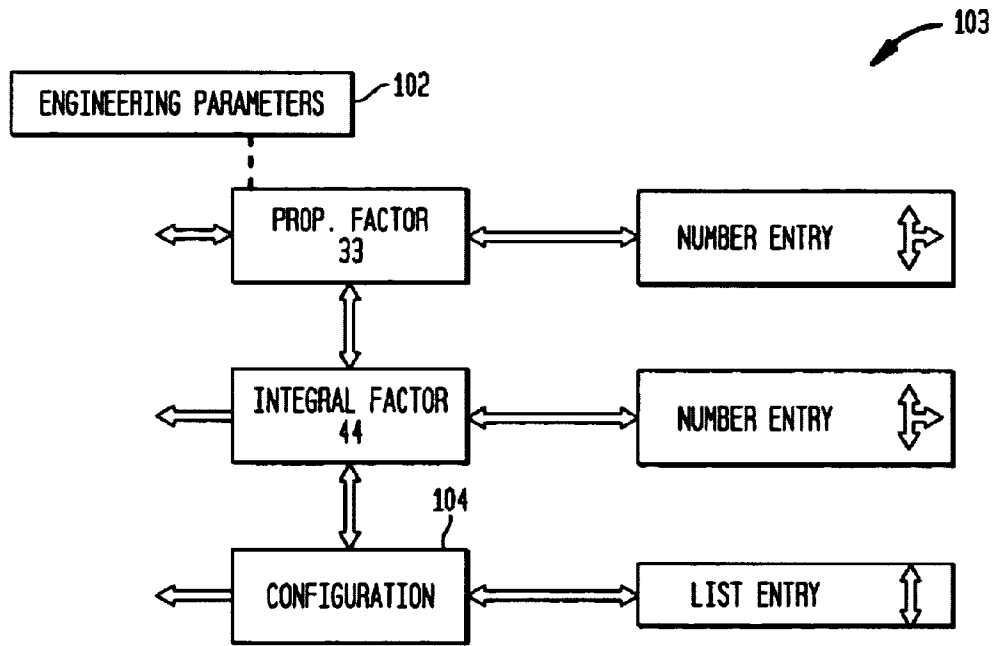 103
ENGINEERING PARAMETERS
102
PROP. FACTOR
33
NUMBER ENTRY
INTEGRAL FACTOR
44
NUMBER ENTRY
104
CONFIGURATION
LIST ENTRY